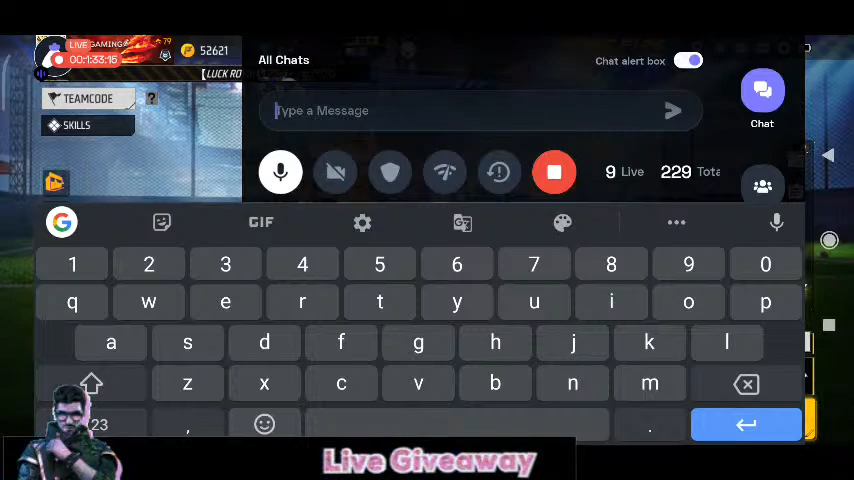 LIVE GAMING
79
00:1:33:15
52621
LUCK RO
TEAMCODE
?
SKILLS
All Chats
Chat alert box
Type a Message
Chat
9 Live 229 Tota
GIF
1 2 3 4 5 6 7 8 9 0
q w e r t y u i o p
a s d f g h j k l
z x c v b n m
23 , .
Live Giveaway